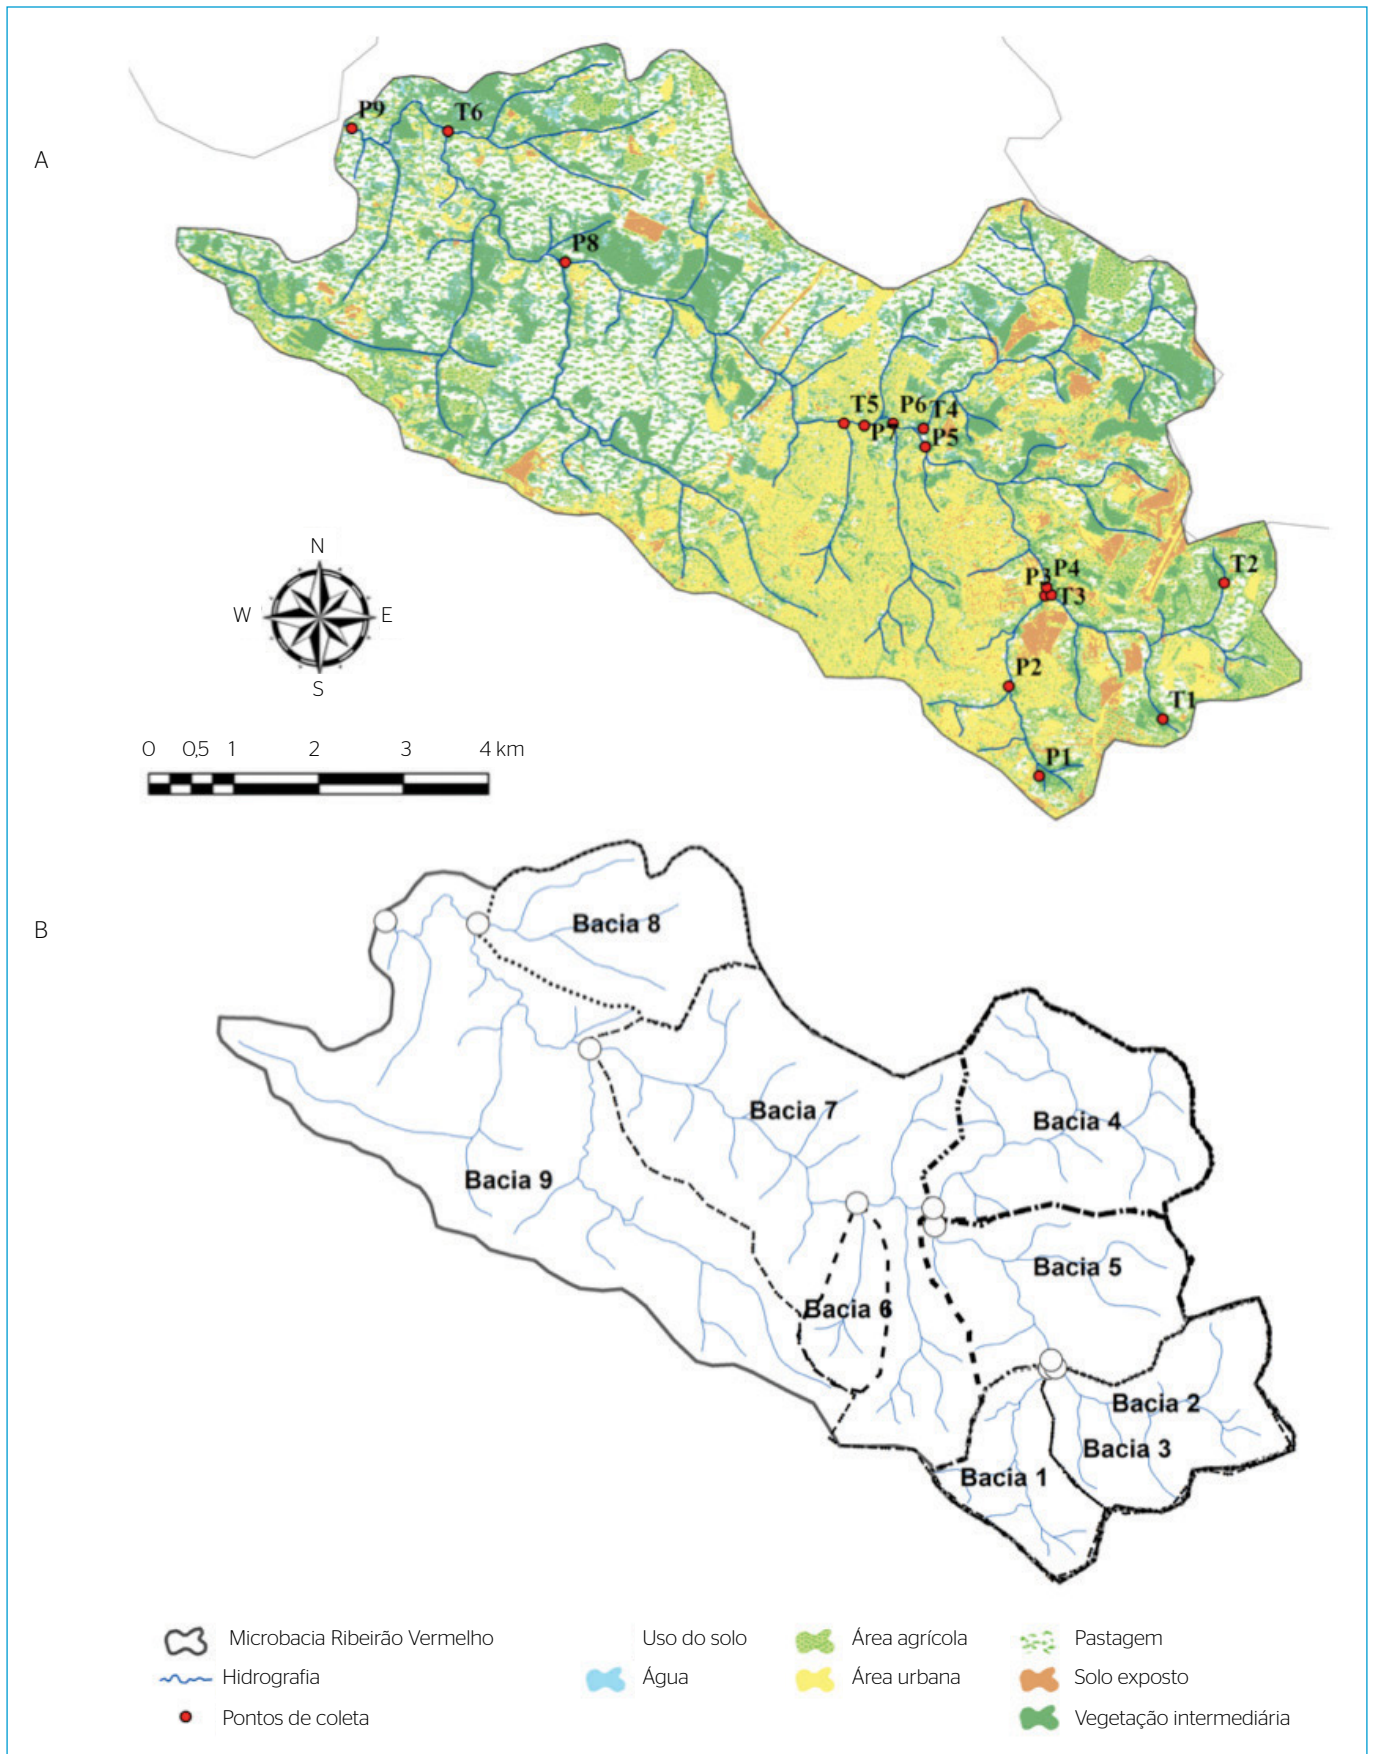 A
P9
T6
P8
T5
P6
T4
P7
P5
P4
P3
T3
T2
P2
T1
P1
N
W
E
S
0 0,5 1 2 3 4 km
B
Bacia 8
Bacia 7
Bacia 4
Bacia 9
Bacia 5
Bacia 6
Bacia 2
Bacia 3
Bacia 1
Microbacia Ribeirão Vermelho
Uso do solo
Área agrícola
Pastagem
Hidrografia
Água
Área urbana
Solo exposto
Pontos de coleta
Vegetação intermediária